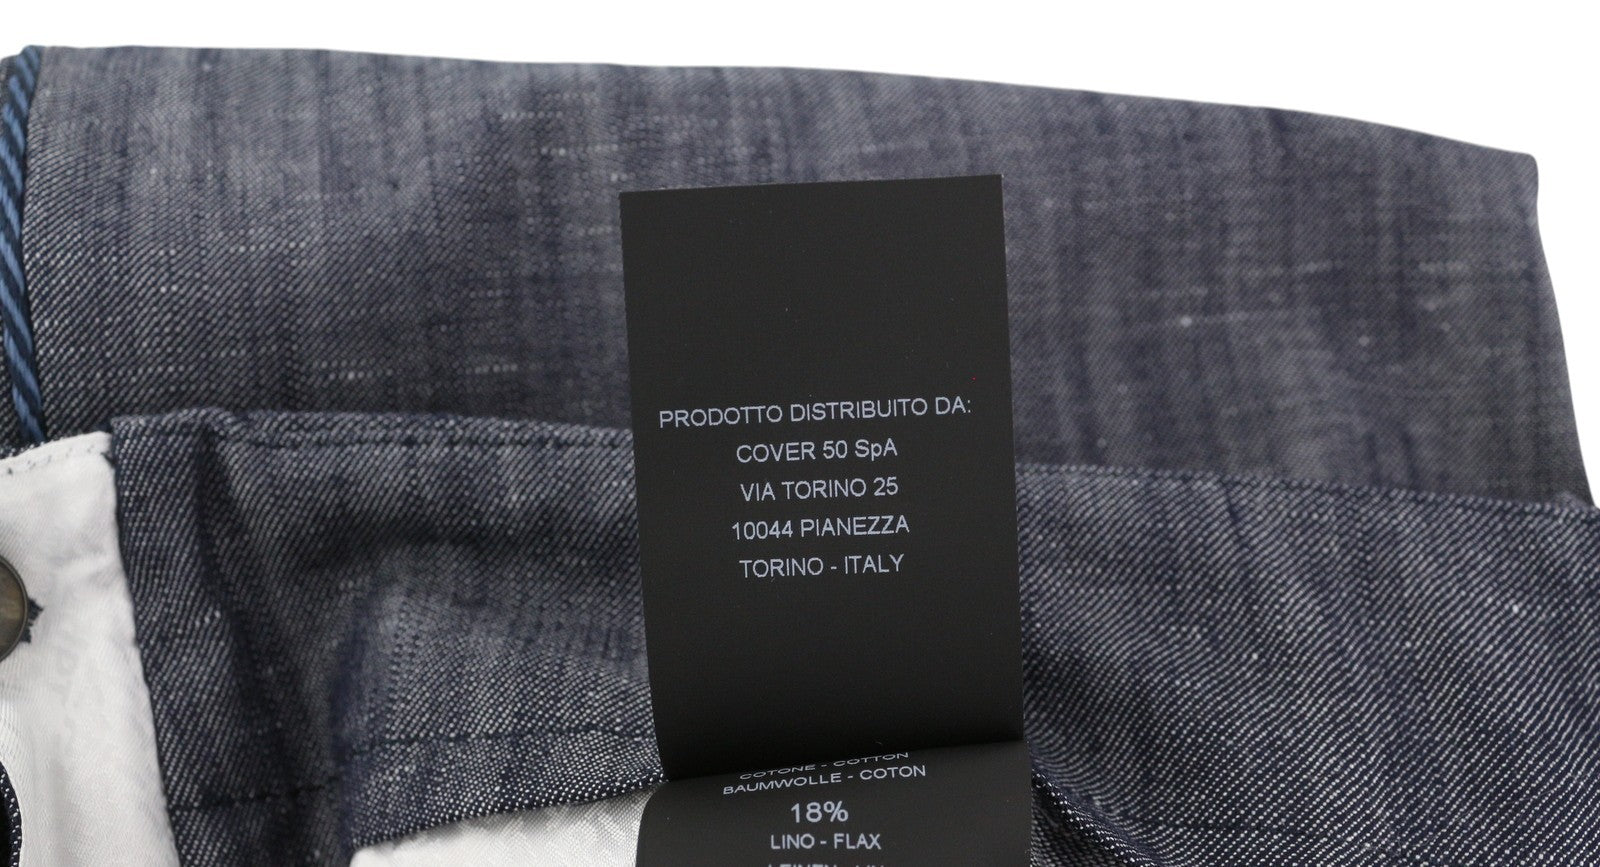 PRODOTTO DISTRIBUITO DA:
COVER 50 SpA
VIA TORINO 25
10044 PIANEZZA
TORINO - ITALY
COTONE - COTTON
BAUMWOLLE - COTON
18%
LINO - FLAX